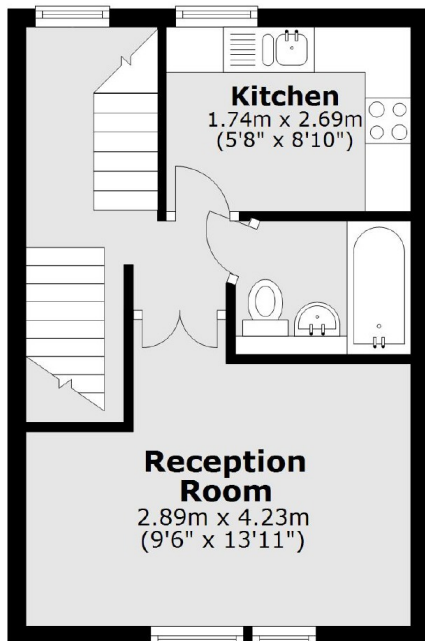 Kitchen
1.74m x 2.69m
(5'8" x 8'10")
Reception
Room
2.89m x 4.23m
(9'6" x 13'11")